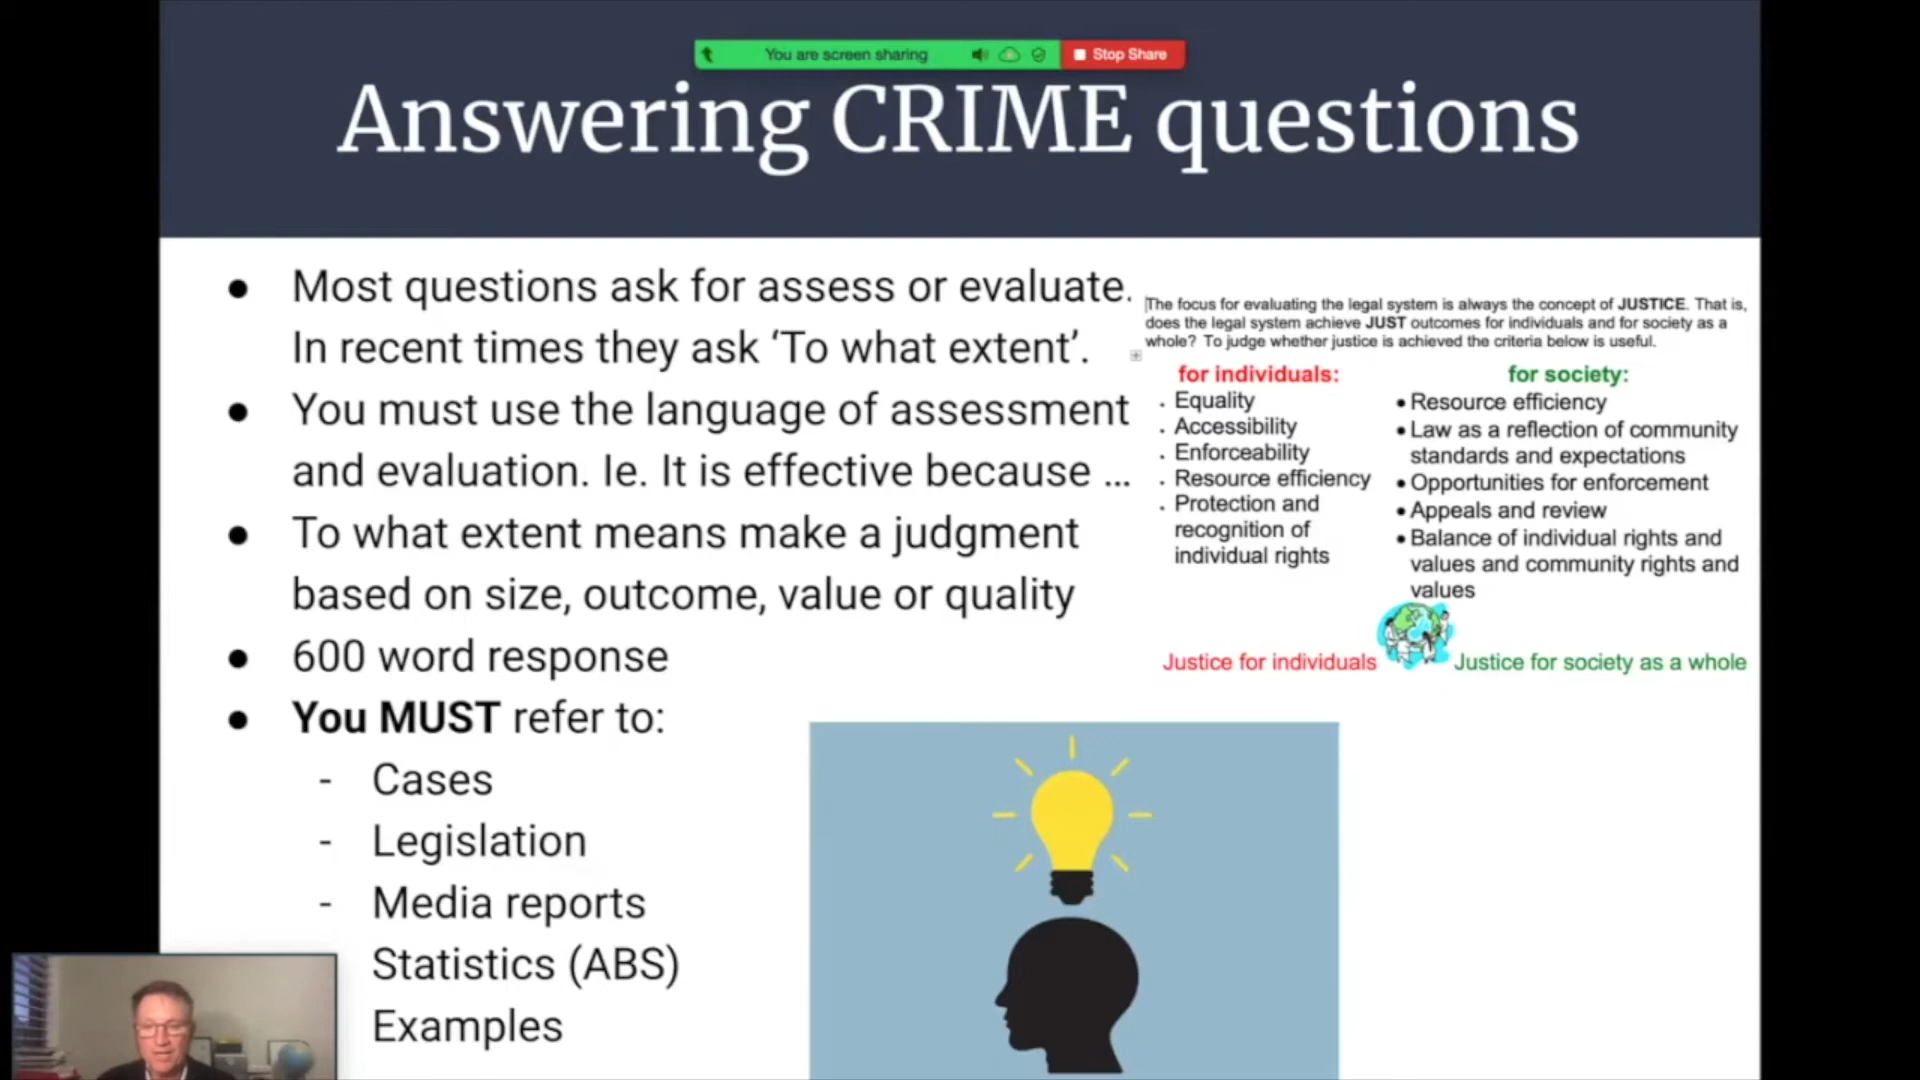 You are screen sharing
Stop Share
Answering CRIME questions
● Most questions ask for assess or evaluate.
In recent times they ask ‘To what extent’.
● You must use the language of assessment
and evaluation. Ie. It is effective because ...
● To what extent means make a judgment
based on size, outcome, value or quality
● 600 word response
● You MUST refer to:
- Cases
- Legislation
- Media reports
Statistics (ABS)
Examples
The focus for evaluating the legal system is always the concept of JUSTICE. That is,
does the legal system achieve JUST outcomes for individuals and for society as a
whole? To judge whether justice is achieved the criteria below is useful.
for individuals:
. Equality
. Accessibility
. Enforceability
. Resource efficiency
. Protection and
recognition of
individual rights
for society:
• Resource efficiency
• Law as a reflection of community
standards and expectations
• Opportunities for enforcement
• Appeals and review
• Balance of individual rights and
values and community rights and
values
Justice for individuals
Justice for society as a whole